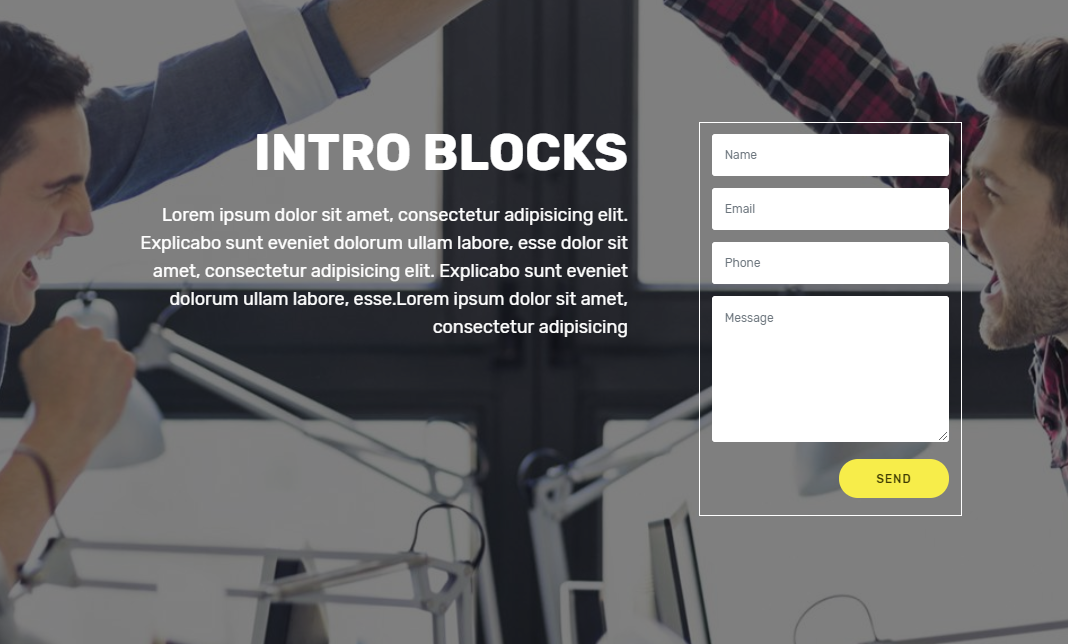 INTRO BLOCKS
Lorem ipsum dolor sit amet, consectetur adipisicing elit.
Explicabo sunt eveniet dolorum ullam labore, esse dolor sit
amet, consectetur adipisicing elit. Explicabo sunt eveniet
dolorum ullam labore, esse.Lorem ipsum dolor sit amet,
consectetur adipisicing
Name
Email
Phone
Message
SEND